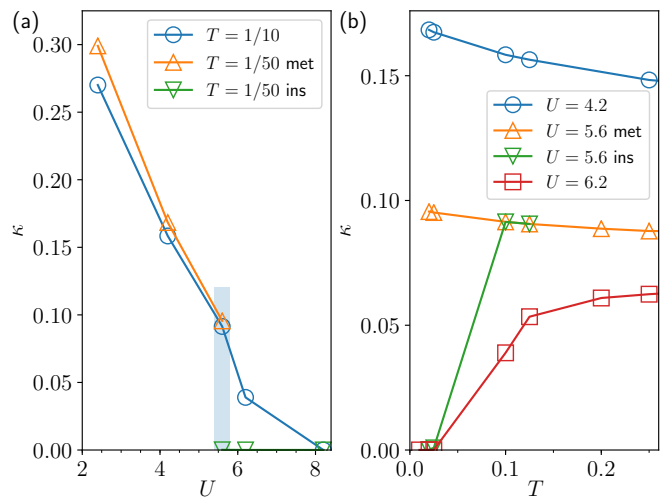 (a)
T = 1/10
T = 1/50 met
T = 1/50 ins
0.30
0.25
0.20
0.15
0.10
0.05
0.00
κ
2
4
6
8
U
(b)
U = 4.2
U = 5.6 met
U = 5.6 ins
U = 6.2
0.15
0.10
0.05
0.00
κ
0.0
0.1
0.2
T